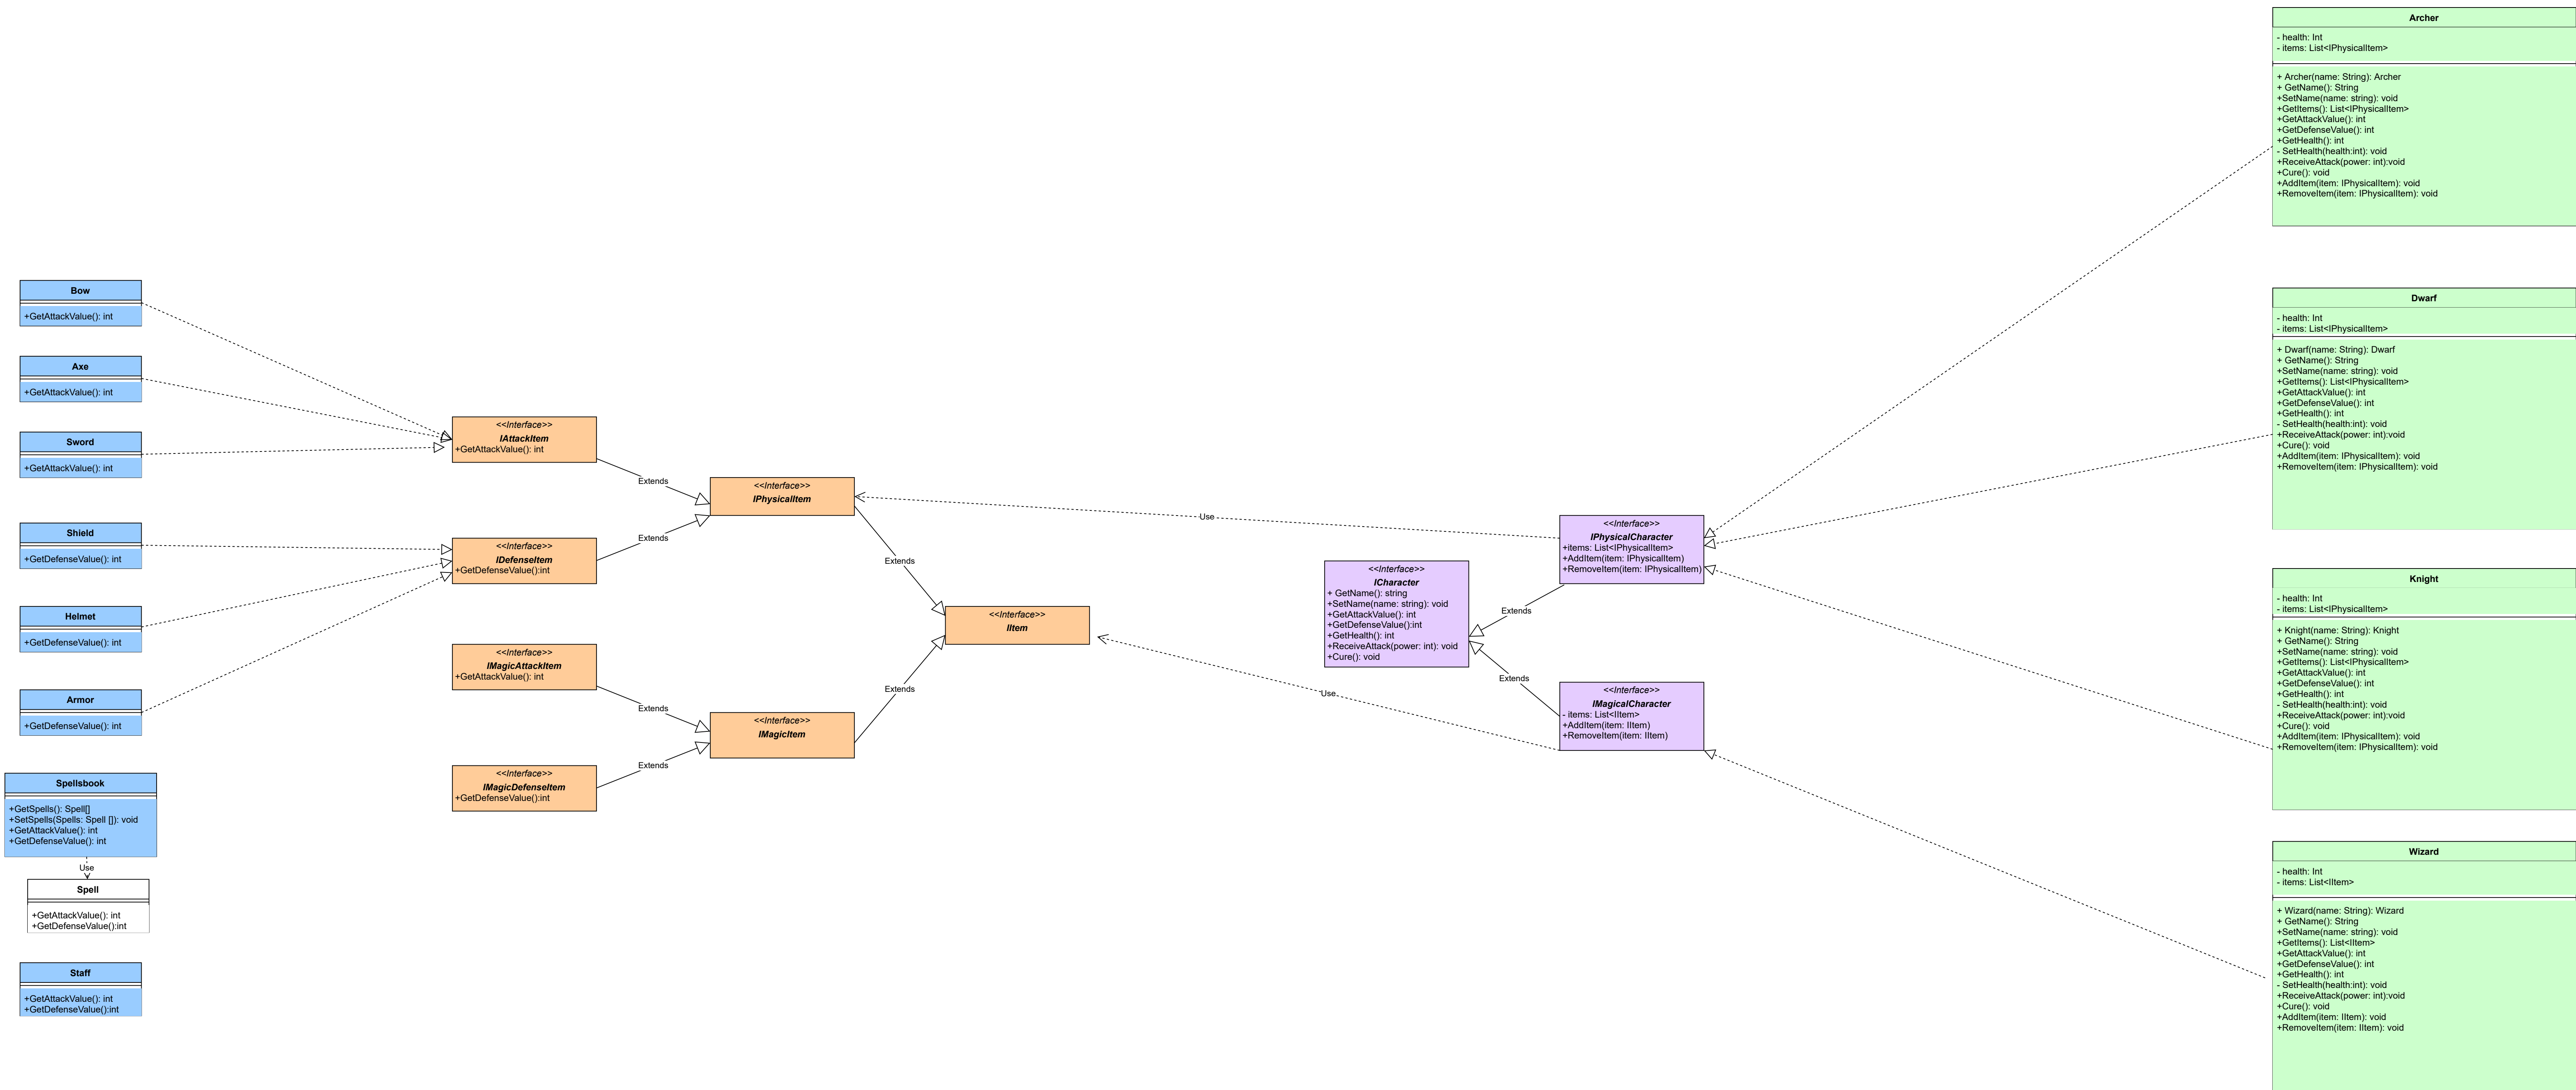 Bow
+GetAttackValue(): int
Axe
+GetAttackValue(): int
Sword
+GetAttackValue(): int
Shield
+GetDefenseValue(): int
Helmet
+GetDefenseValue(): int
Armor
+GetDefenseValue(): int
Spellsbook
+GetSpells(): Spell[]
+SetSpells(Spells: Spell []): void
+GetAttackValue(): int
+GetDefenseValue(): int
Use
Spell
+GetAttackValue(): int
+GetDefenseValue():int
Staff
+GetAttackValue(): int
+GetDefenseValue():int
<<Interface>>
IAttackItem
+GetAttackValue(): int
<<Interface>>
IDefenseItem
+GetDefenseValue():int
<<Interface>>
IMagicAttackItem
+GetAttackValue(): int
<<Interface>>
IMagicDefenseItem
+GetDefenseValue():int
Extends
Extends
Extends
Extends
<<Interface>>
IPhysicalItem
<<Interface>>
IMagicItem
Extends
Extends
<<Interface>>
IItem
Use
Use
<<Interface>>
ICharacter
+ GetName(): string
+SetName(name: string): void
+GetAttackValue(): int
+GetDefenseValue():int
+GetHealth(): int
+ReceiveAttack(power: int): void
+Cure(): void
Extends
Extends
<<Interface>>
IPhysicalCharacter
+items: List<IPhysicalItem>
+AddItem(item: IPhysicalItem)
+RemoveItem(item: IPhysicalItem)
<<Interface>>
IMagicalCharacter
- items: List<IItem>
+AddItem(item: IItem)
+RemoveItem(item: IItem)
Archer
- health: Int
- items: List<IPhysicalItem>
+ Archer(name: String): Archer
+ GetName(): String
+SetName(name: string): void
+GetItems(): List<IPhysicalItem>
+GetAttackValue(): int
+GetDefenseValue(): int
+GetHealth(): int
- SetHealth(health:int): void
+ReceiveAttack(power: int):void
+Cure(): void
+AddItem(item: IPhysicalItem): void
+RemoveItem(item: IPhysicalItem): void
Dwarf
- health: Int
- items: List<IPhysicalItem>
+ Dwarf(name: String): Dwarf
+ GetName(): String
+SetName(name: string): void
+GetItems(): List<IPhysicalItem>
+GetAttackValue(): int
+GetDefenseValue(): int
+GetHealth(): int
- SetHealth(health:int): void
+ReceiveAttack(power: int):void
+Cure(): void
+AddItem(item: IPhysicalItem): void
+RemoveItem(item: IPhysicalItem): void
Knight
- health: Int
- items: List<IPhysicalItem>
+ Knight(name: String): Knight
+ GetName(): String
+SetName(name: string): void
+GetItems(): List<IPhysicalItem>
+GetAttackValue(): int
+GetDefenseValue(): int
+GetHealth(): int
- SetHealth(health:int): void
+ReceiveAttack(power: int):void
+Cure(): void
+AddItem(item: IPhysicalItem): void
+RemoveItem(item: IPhysicalItem): void
Wizard
- health: Int
- items: List<IItem>
+ Wizard(name: String): Wizard
+ GetName(): String
+SetName(name: string): void
+GetItems(): List<IItem>
+GetAttackValue(): int
+GetDefenseValue(): int
+GetHealth(): int
- SetHealth(health:int): void
+ReceiveAttack(power: int):void
+Cure(): void
+AddItem(item: IItem): void
+RemoveItem(item: IItem): void